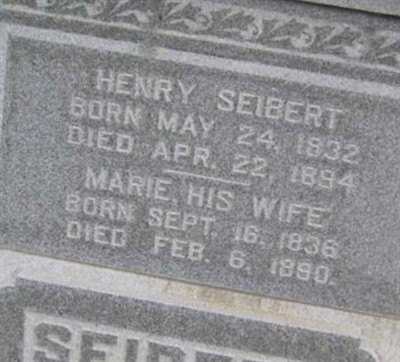 HENRY SEIBERT
BORN MAY 24, 1832
DIED APR. 22, 1894
MARIE, HIS WIFE
BORN SEPT. 16, 1836
DIED FEB. 6, 1890.
SEIBERT